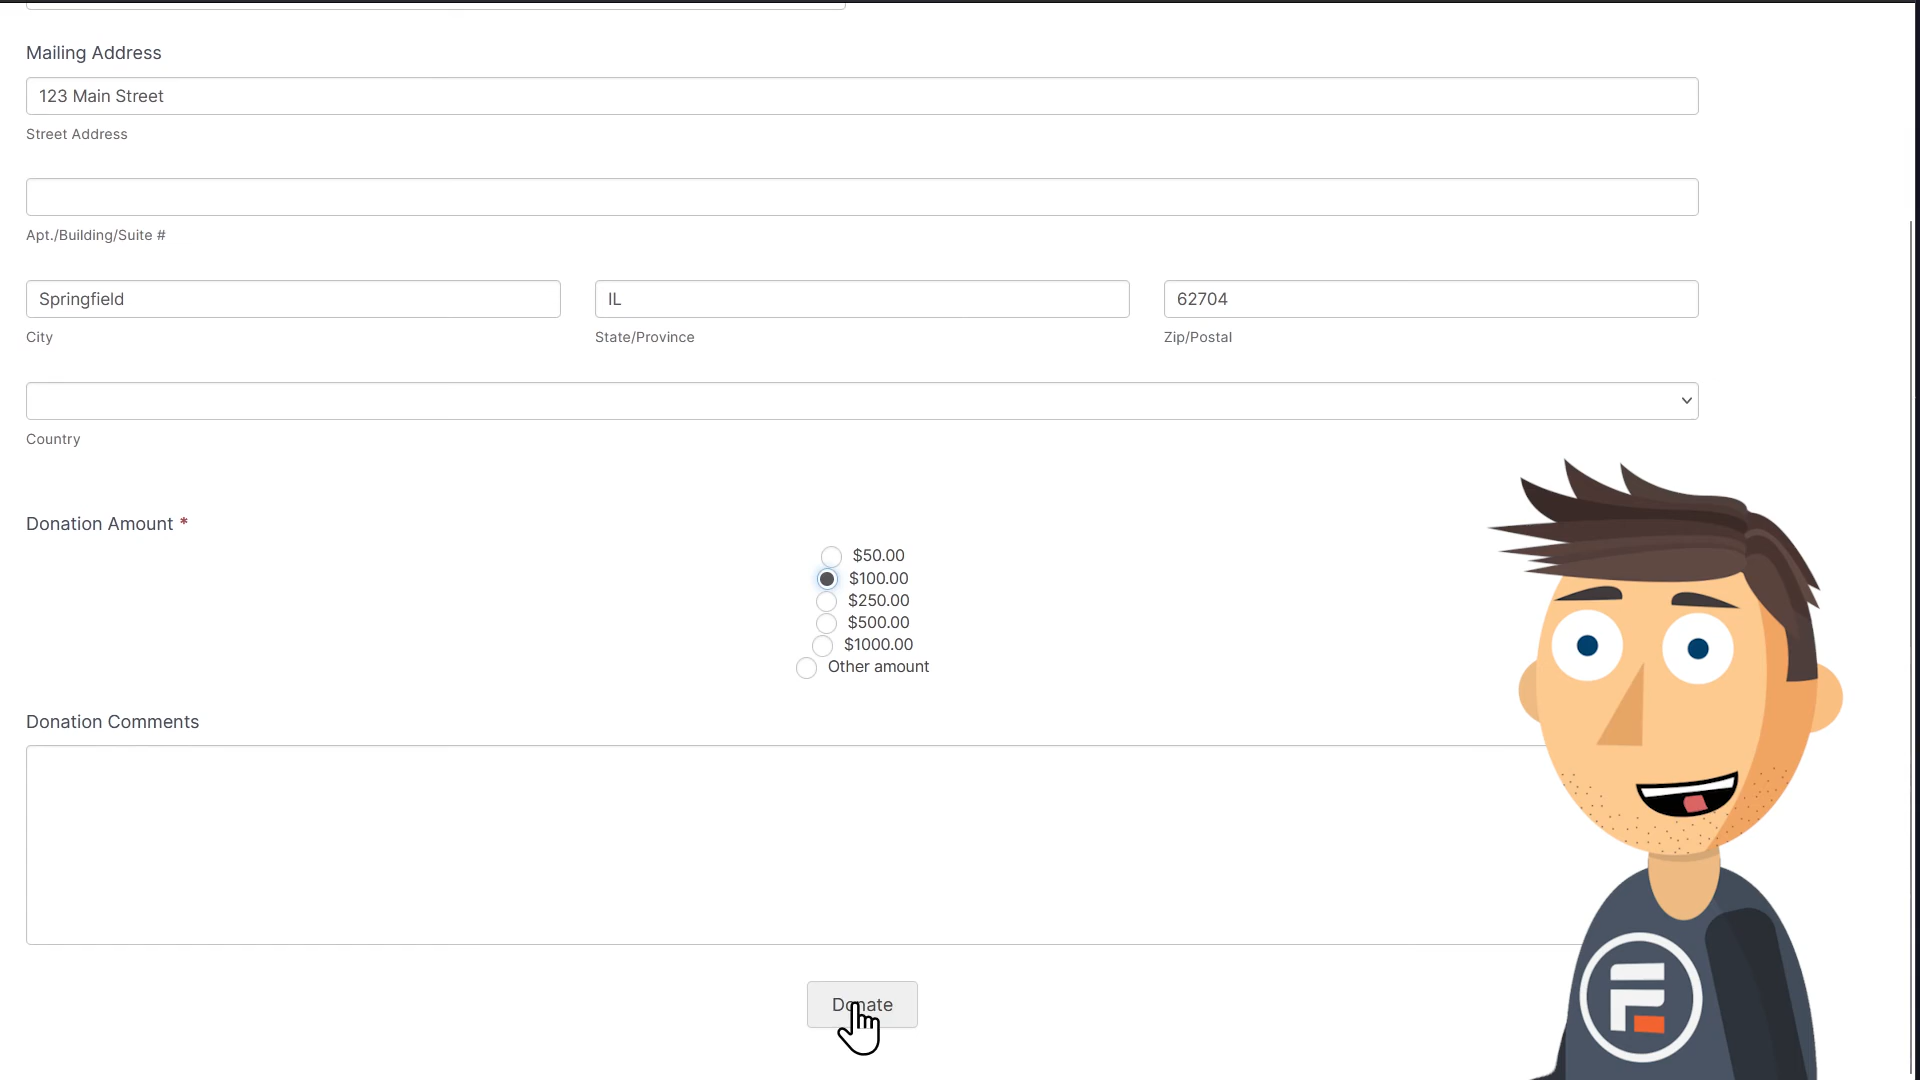 Mailing Address
123 Main Street
Street Address
Apt./Building/Suite #
Springfield IL 62704
City State/Province Zip/Postal
Country
Donation Amount *
$50.00
$100.00
$250.00
$500.00
$1000.00
Other amount
Donation Comments
Donate